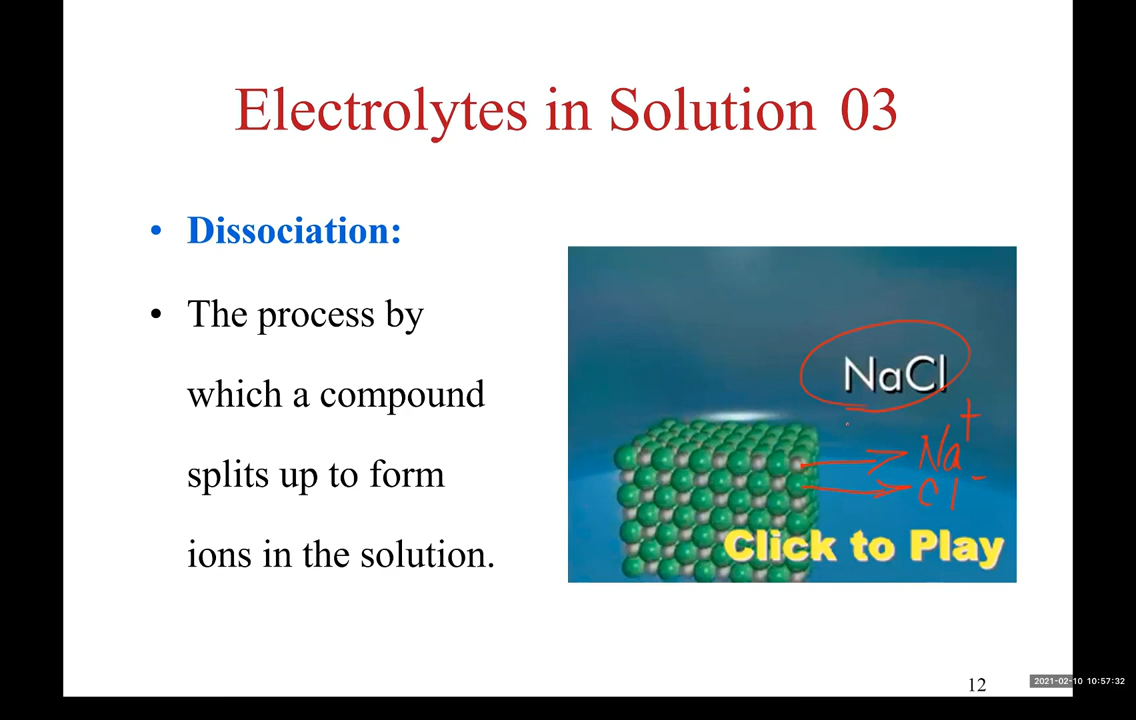 Electrolytes in Solution 03
• Dissociation:
• The process by
which a compound
splits up to form
ions in the solution.
NaCl
Na+
Cl-
Click to Play
12
2021-02-10 10:57:32